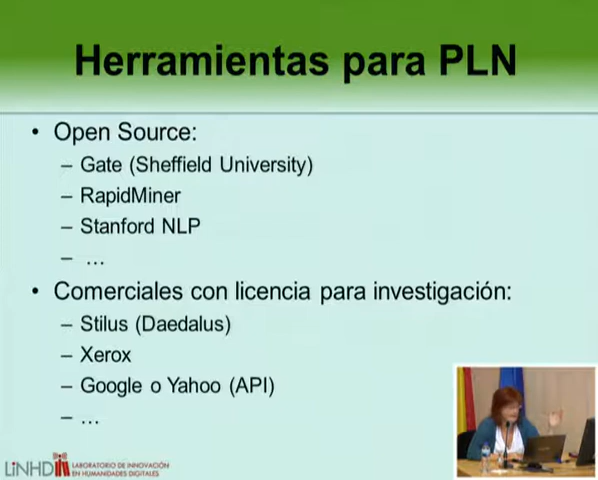 Herramientas para PLN
• Open Source:
– Gate (Sheffield University)
– RapidMiner
– Stanford NLP
– ...
• Comerciales con licencia para investigación:
– Stilus (Daedalus)
– Xerox
– Google o Yahoo (API)
– ...
LINHD LABORATORIO DE INNOVACIÓN
EN HUMANIDADES DIGITALES